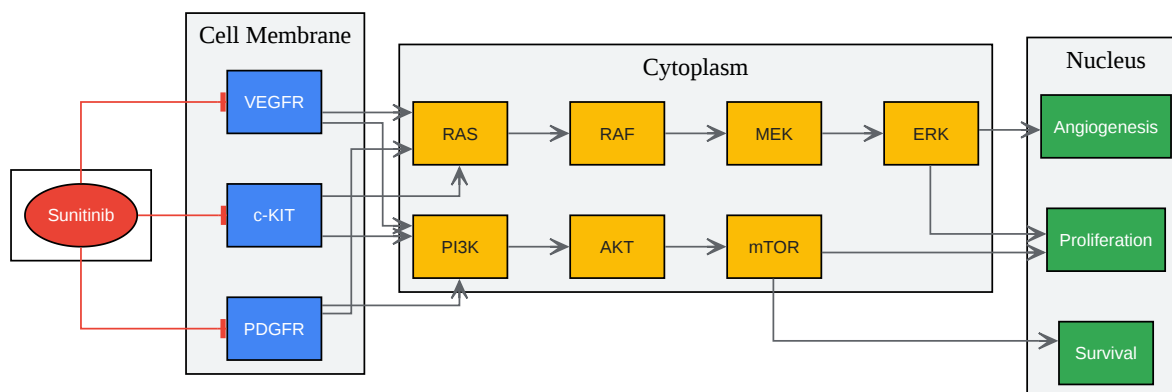 Cell Membrane
Cytoplasm
Nucleus
VEGFR
RAS
RAF
MEK
ERK
Angiogenesis
Sunitinib
c-KIT
PI3K
AKT
mTOR
Proliferation
PDGFR
Survival